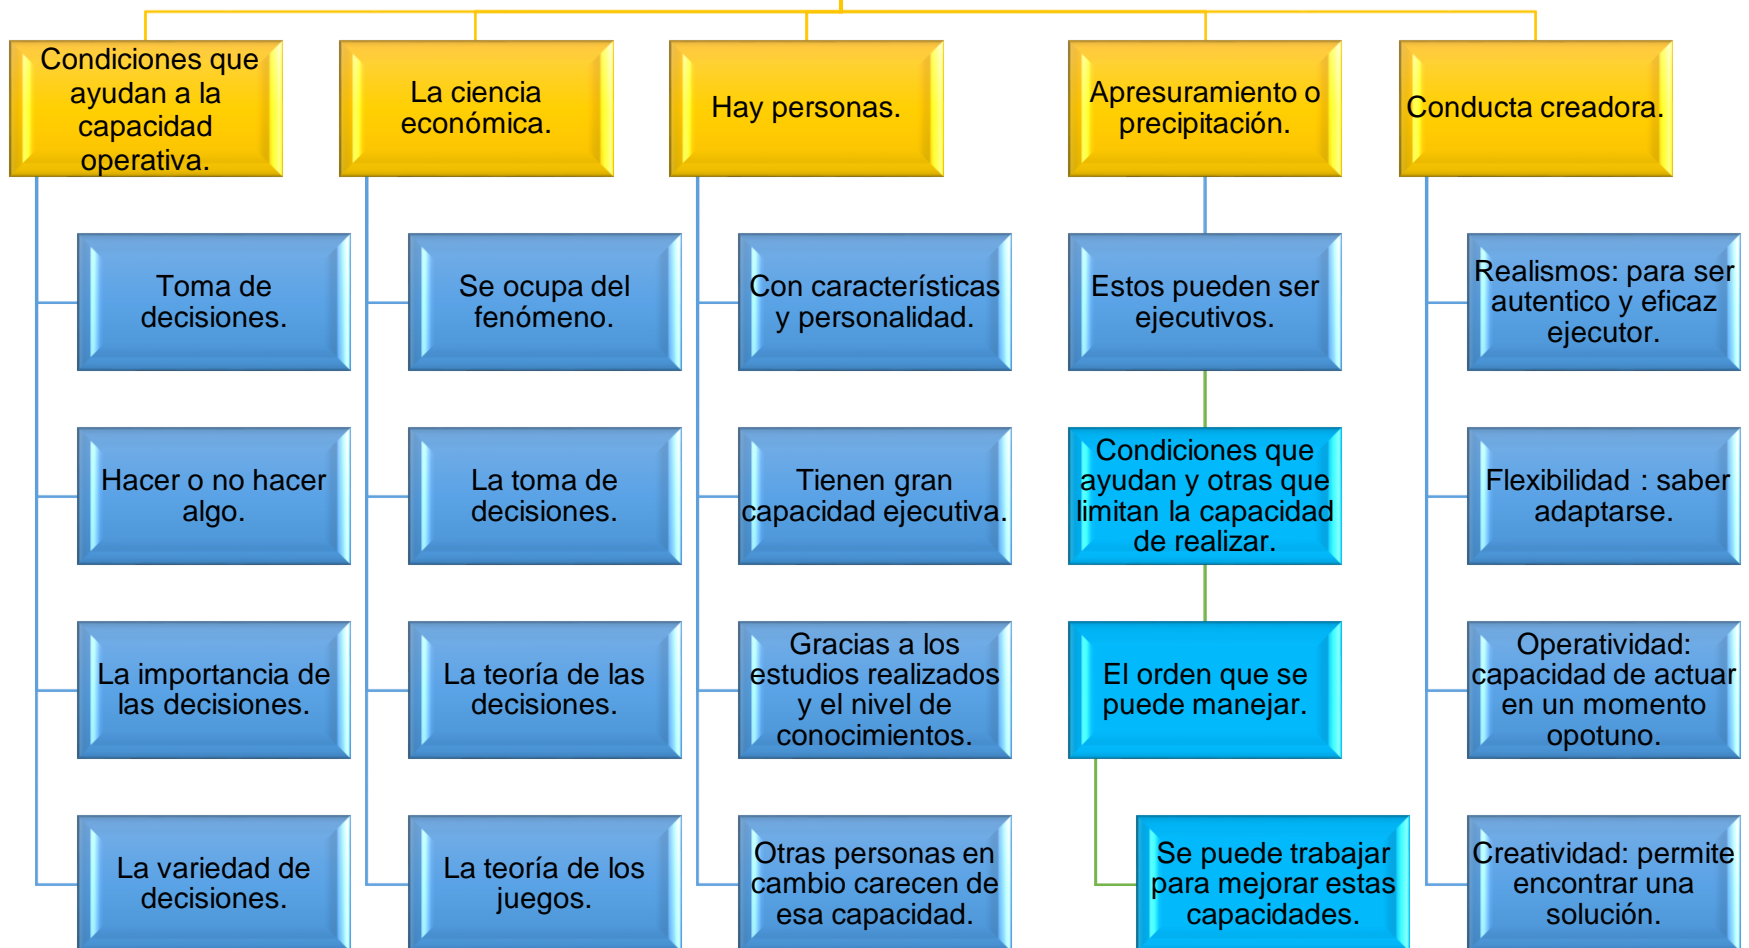 Condiciones que
ayudan a la
capacidad
operativa.
Toma de
decisiones.
Hacer o no hacer
algo.
La importancia de
las decisiones.
La variedad de
decisiones.
La ciencia
económica.
Se ocupa del
fenómeno.
La toma de
decisiones.
La teoría de las
decisiones.
La teoría de los
juegos.
Hay personas.
Con características
y personalidad.
Tienen gran
capacidad ejecutiva.
Gracias a los
estudios realizados
y el nivel de
conocimientos.
Otras personas en
cambio carecen de
esa capacidad.
Apresuramiento o
precipitación.
Estos pueden ser
ejecutivos.
Condiciones que
ayudan y otras que
limitan la capacidad
de realizar.
El orden que se
puede manejar.
Se puede trabajar
para mejorar estas
capacidades.
Conducta creadora.
Realismos: para ser
autentico y eficaz
ejecutor.
Flexibilidad : saber
adaptarse.
Operatividad:
capacidad de actuar
en un momento
opotuno.
Creatividad: permite
encontrar una
solución.